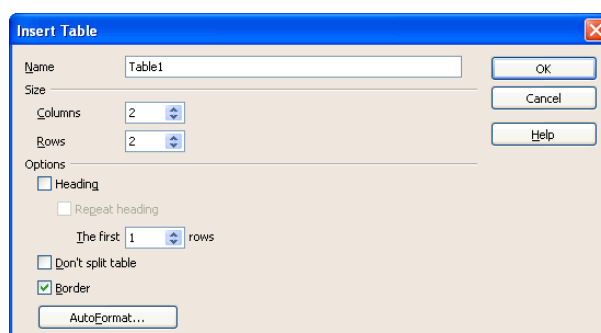 Insert Table
Name Table1 OK
Size Cancel
Columns 2
Rows 2 Help
Options
Heading
Repeat heading
The first 1 rows
Don't split table
Border
AutoFormat...